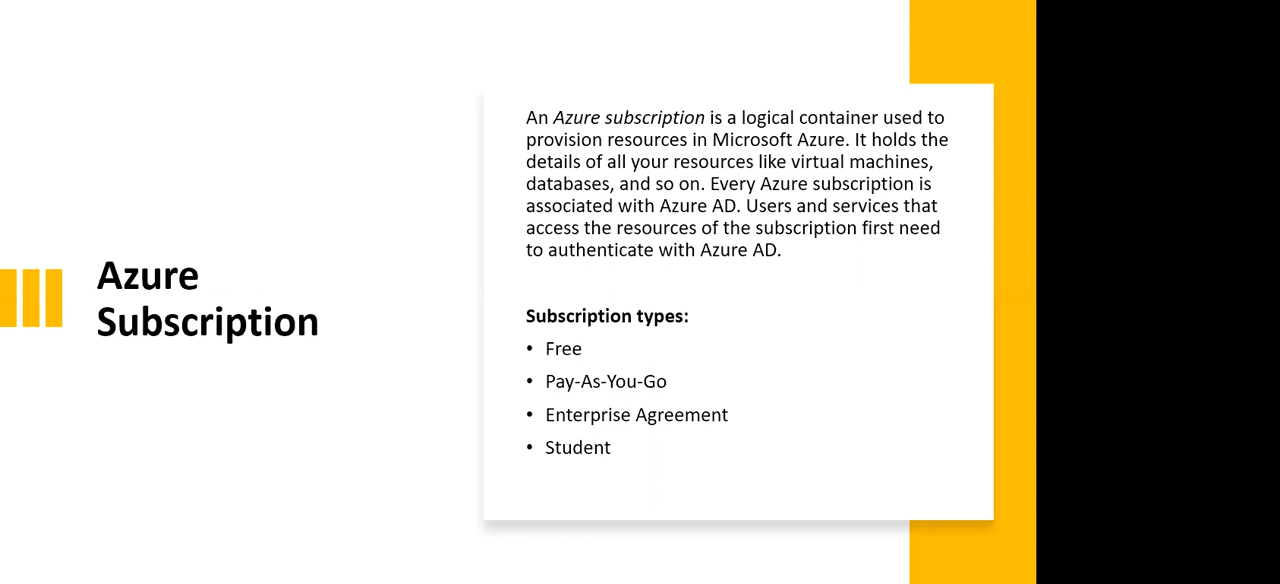 Azure
Subscription
An Azure subscription is a logical container used to
provision resources in Microsoft Azure. It holds the
details of all your resources like virtual machines,
databases, and so on. Every Azure subscription is
associated with Azure AD. Users and services that
access the resources of the subscription first need
to authenticate with Azure AD.
Subscription types:
• Free
• Pay-As-You-Go
• Enterprise Agreement
• Student